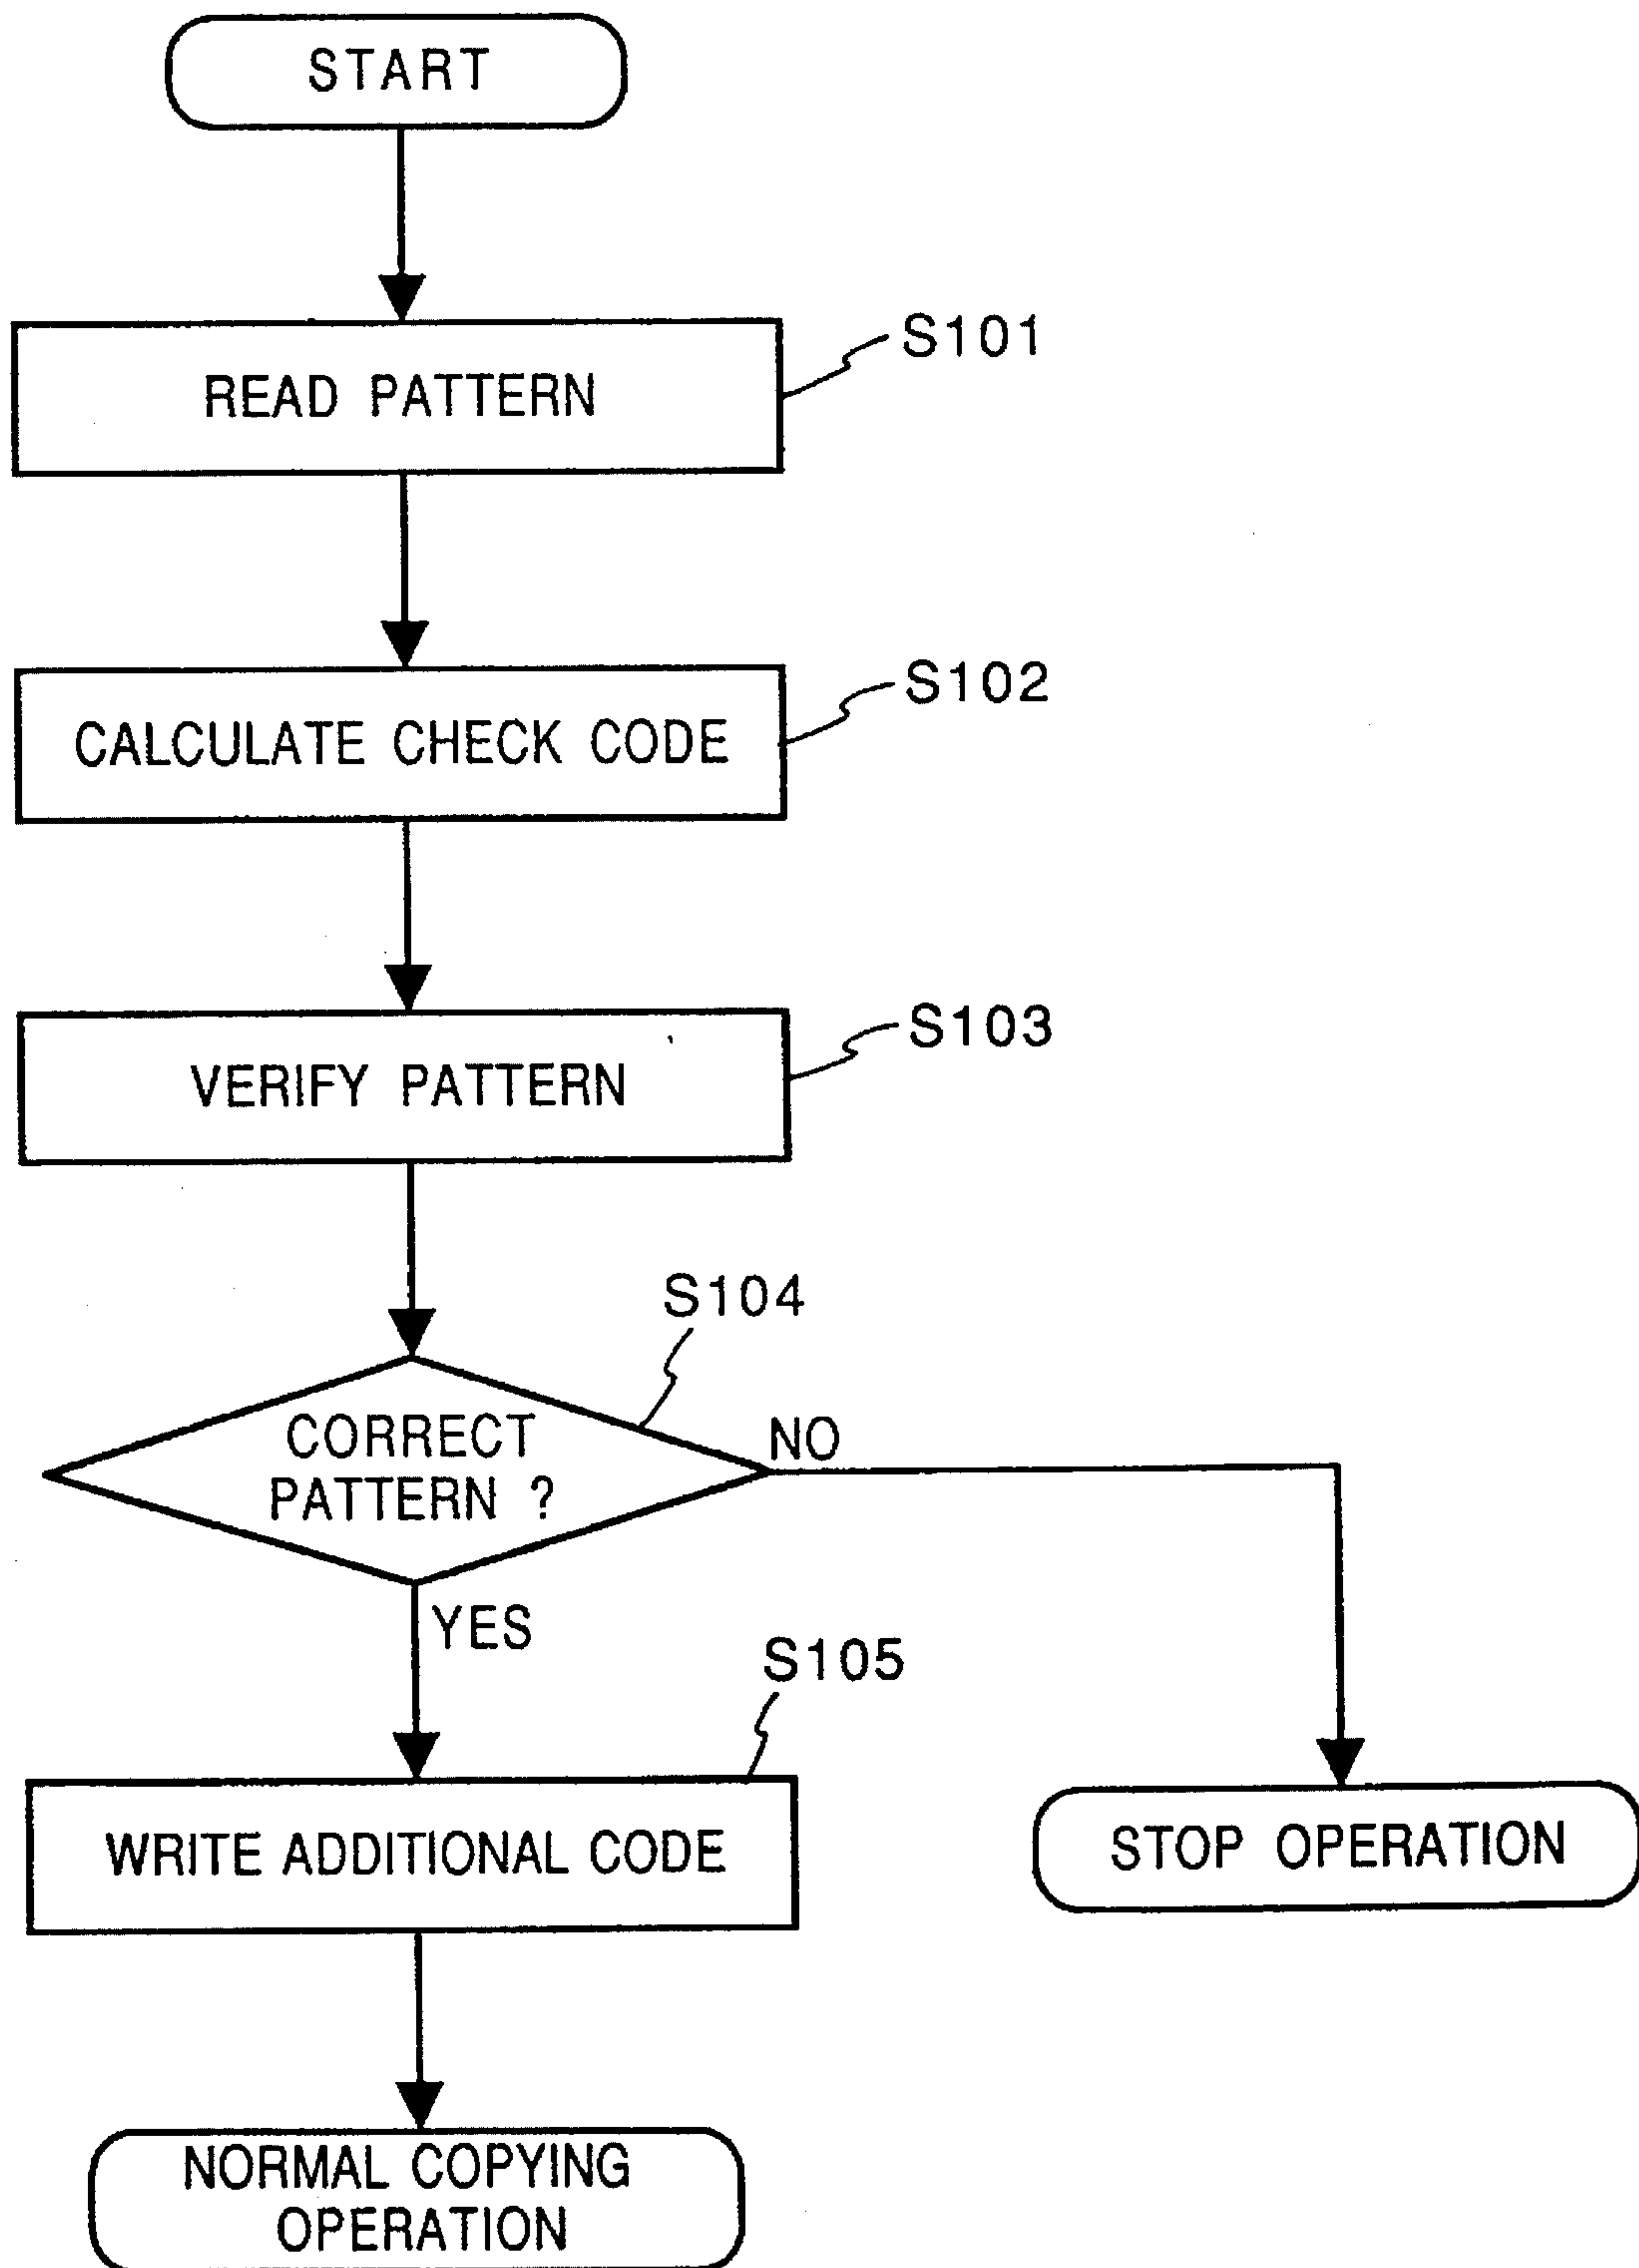 START
READ PATTERN
S101
CALCULATE CHECK CODE
S102
VERIFY PATTERN
S103
S104
CORRECT
PATTERN ?
NO
YES
S105
WRITE ADDITIONAL CODE
STOP OPERATION
NORMAL COPYING
OPERATION